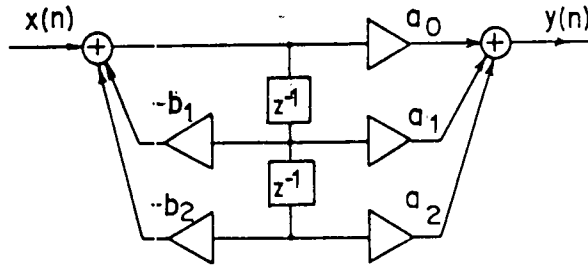 x(n) a₀ y(n)
z⁻¹
-b₁ a₁
z⁻¹
-b₂ a₂